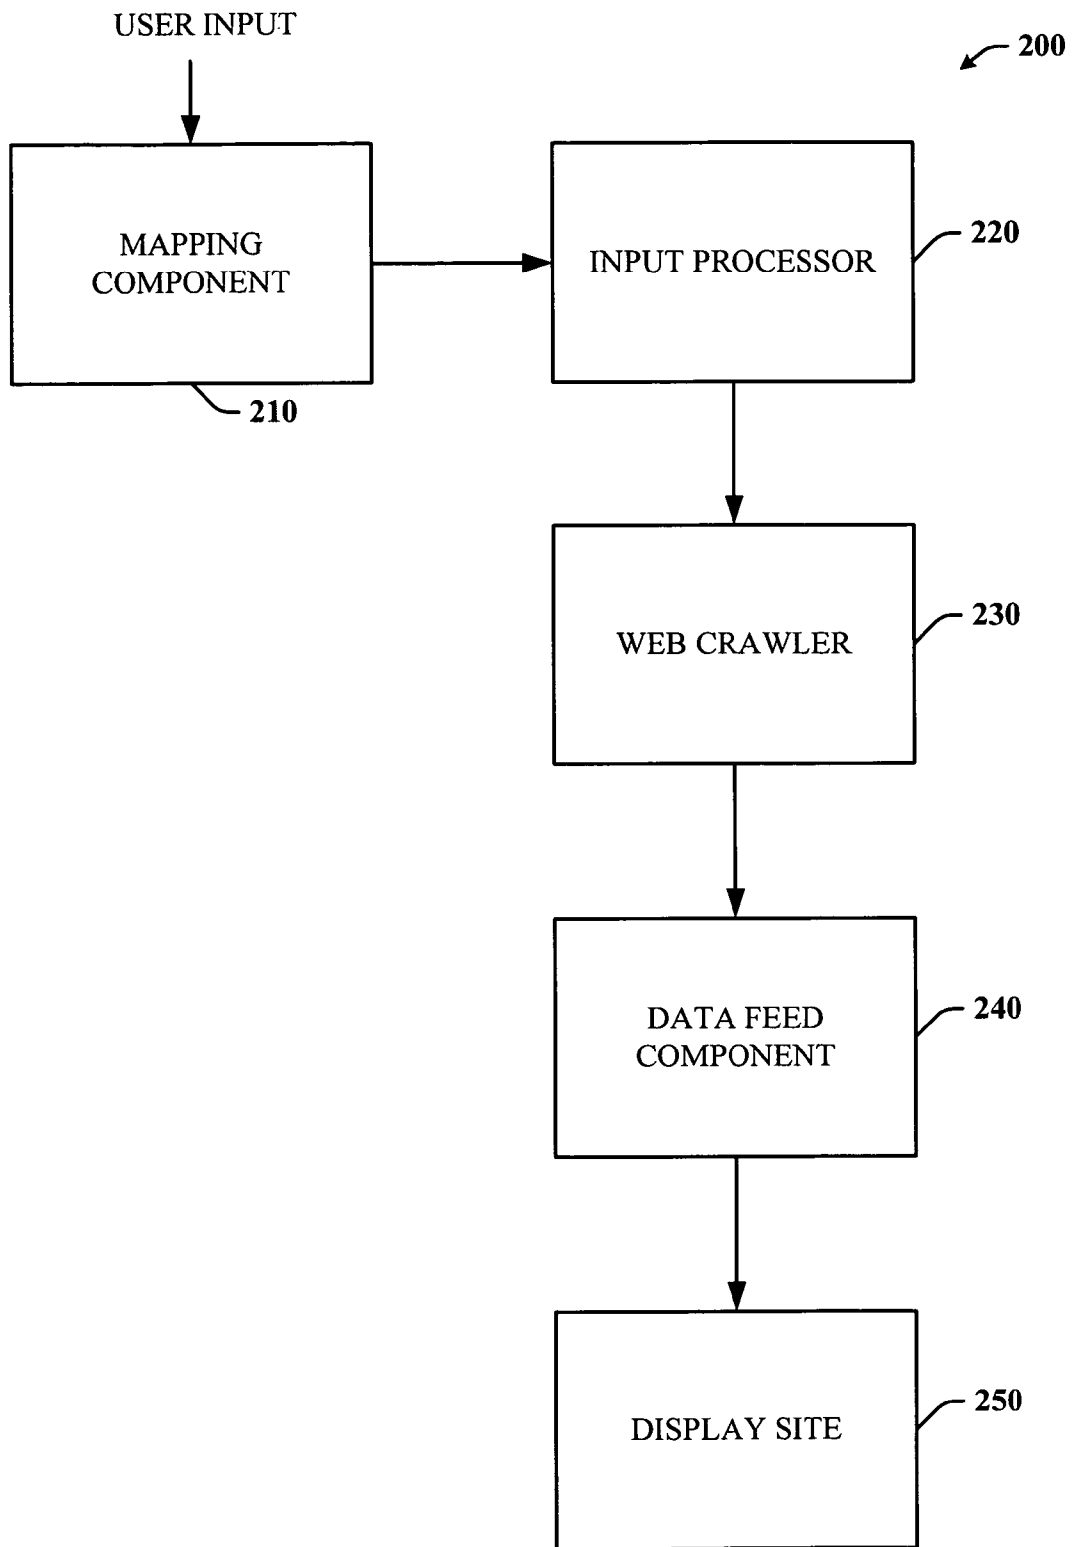 USER INPUT
200
MAPPING
COMPONENT
210
INPUT PROCESSOR
220
WEB CRAWLER
230
DATA FEED
COMPONENT
240
DISPLAY SITE
250